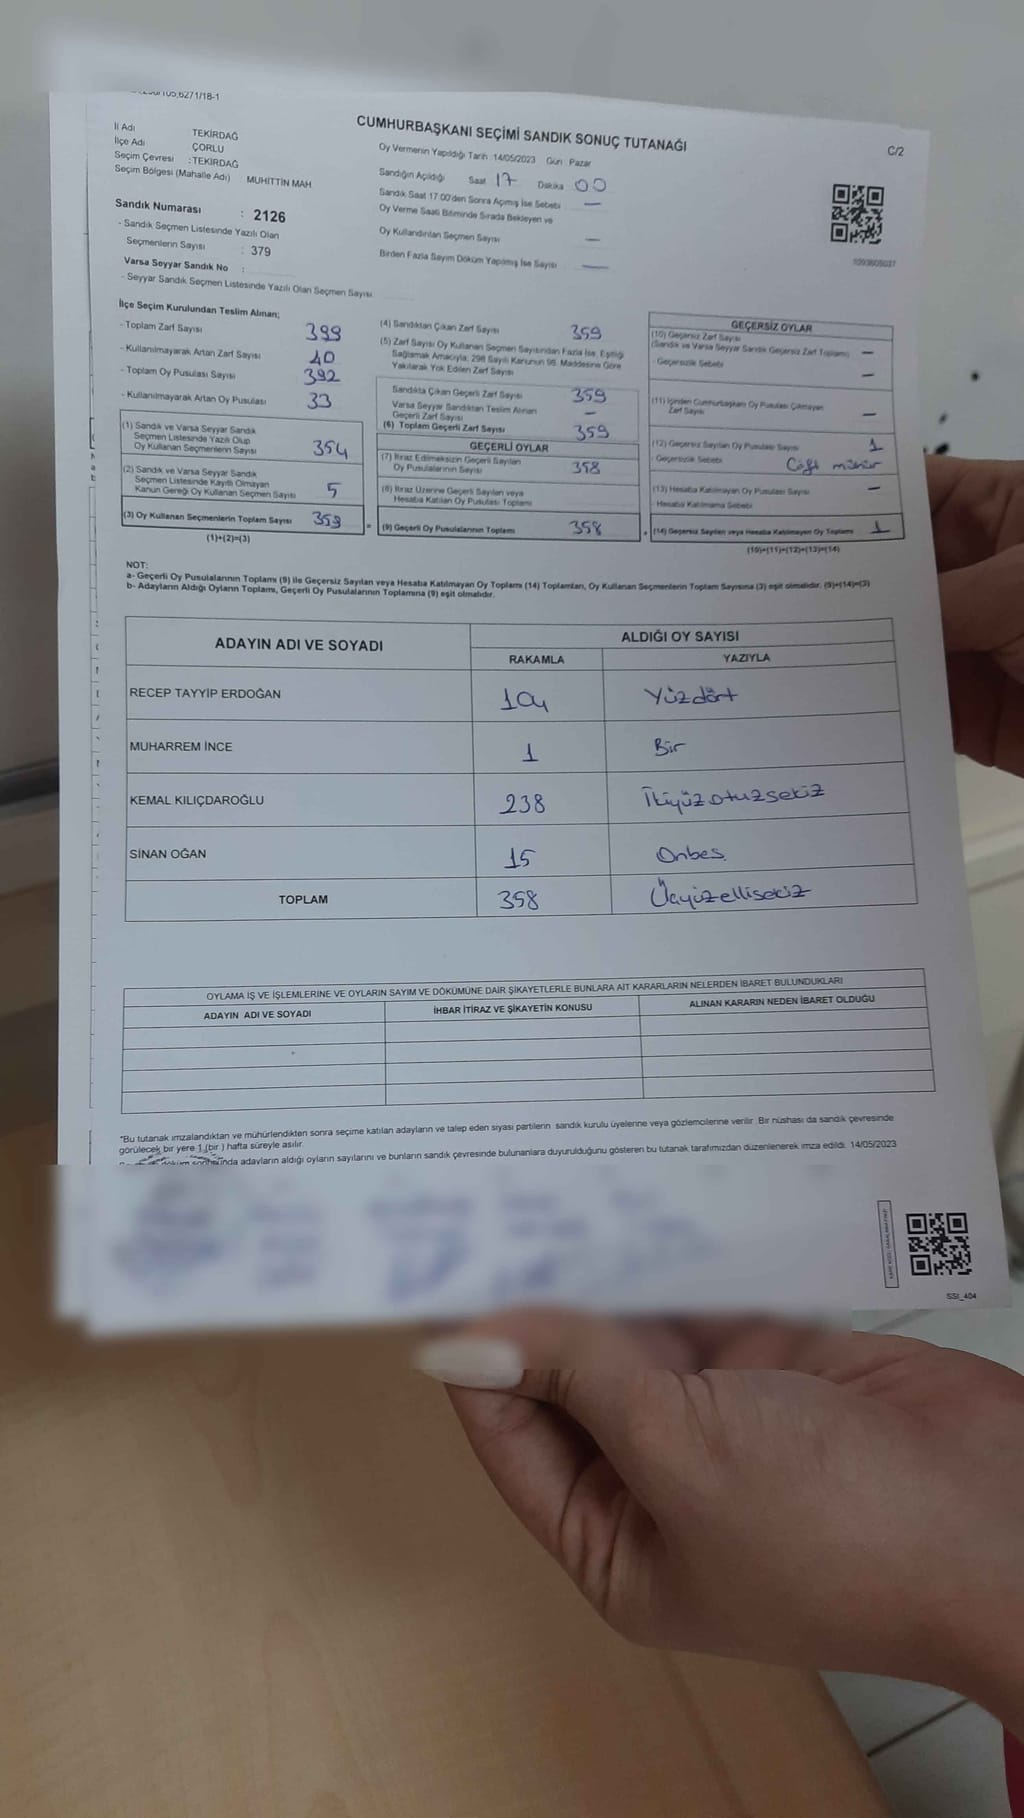 CUMHURBAŞKANI SEÇİMİ SANDIK SONUÇ TUTANAĞI
C/2
İl Adı TEKİRDAĞ
İlçe Adı ÇORLU
Seçim Çevresi : TEKİRDAĞ
Seçim Bölgesi (Mahalle Adı) MUHİTTİN MAH
Sandık Numarası : 2126
- Sandık Seçmen Listesinde Yazılı Olan
Seçmenlerin Sayısı : 379
Varsa Seyyar Sandık No :
- Seyyar Sandık Seçmen Listesinde Yazılı Olan Seçmen Sayısı
Oy Vermenin Yapıldığı Tarih : 14/05/2023 Gün : Pazar
Sandığın Açıldığı Saat 17 Dakika 00
Sandık Saat 17:00'den Sonra Açılmış İse Sebebi —
Oy Verme Saati Bitiminde Sırada Bekleyen ve
Oy Kullandırılan Seçmen Sayısı —
Birden Fazla Sayım Döküm Yapılmış İse Sayısı —
İlçe Seçim Kurulundan Teslim Alınan;
- Toplam Zarf Sayısı 399
- Kullanılmayarak Artan Zarf Sayısı 40
- Toplam Oy Pusulası Sayısı 392
- Kullanılmayarak Artan Oy Pusulası 33
(1) Sandık ve Varsa Seyyar Sandık
Seçmen Listesinde Yazılı Olup
Oy Kullanan Seçmenlerin Sayısı 354
(2) Sandık ve Varsa Seyyar Sandık
Seçmen Listesinde Kayıtlı Olmayan
Kanun Gereği Oy Kullanan Seçmen Sayısı 5
(3) Oy Kullanan Seçmenlerin Toplam Sayısı 359
(1)+(2)=(3)
(4) Sandıktan Çıkan Zarf Sayısı 359
(5) Zarf Sayısı Oy Kullanan Seçmen Sayısından Fazla İse, Eşitliği
Sağlamak Amacıyla, 298 Sayılı Kanunun 98. Maddesine Göre
Yakılarak Yok Edilen Zarf Sayısı
Sandıkta Çıkan Geçerli Zarf Sayısı 359
Varsa Seyyar Sandıktan Teslim Alınan
Geçerli Zarf Sayısı —
(6) Toplam Geçerli Zarf Sayısı 359
GEÇERLİ OYLAR
(7) İtiraz Edilmeksizin Geçerli Sayılan
Oy Pusulalarının Sayısı 358
(8) İtiraz Üzerine Geçerli Sayılan veya
Hesaba Katılan Oy Pusulası Toplamı
(9) Geçerli Oy Pusulalarının Toplamı 358
GEÇERSİZ OYLAR
(10) Geçersiz Zarf Sayısı
(Sandık ve Varsa Seyyar Sandık Geçersiz Zarf Toplamı) —
- Geçersizlik Sebebi —
(11) İçinden Cumhurbaşkanı Oy Pusulası Çıkmayan
Zarf Sayısı —
(12) Geçersiz Sayılan Oy Pusulası Sayısı 1
- Geçersizlik Sebebi Çift mühür
(13) Hesaba Katılmayan Oy Pusulası Sayısı —
- Hesaba Katılmama Sebebi
(14) Geçersiz Sayılan veya Hesaba Katılmayan Oy Toplamı 1
(10)+(11)+(12)+(13)=(14)
NOT:
a- Geçerli Oy Pusulalarının Toplamı (9) ile Geçersiz Sayılan veya Hesaba Katılmayan Oy Toplamı (14) Toplamları, Oy Kullanan Seçmenlerin Toplam Sayısına (3) eşit olmalıdır. (9)+(14)=(3)
b- Adayların Aldığı Oyların Toplamı, Geçerli Oy Pusulalarının Toplamına (9) eşit olmalıdır.
ADAYIN ADI VE SOYADI ALDIĞI OY SAYISI
RAKAMLA YAZIYLA
RECEP TAYYİP ERDOĞAN 104 Yüzdört
MUHARREM İNCE 1 Bir
KEMAL KILIÇDAROĞLU 238 İkiyüzotuzsekiz
SİNAN OĞAN 15 Onbeş
TOPLAM 358 Üçyüzellisekiz
OYLAMA İŞ VE İŞLEMLERİNE VE OYLARIN SAYIM VE DÖKÜMÜNE DAİR ŞİKAYETLERLE BUNLARA AİT KARARLARIN NELERDEN İBARET BULUNDUKLARI
ADAYIN ADI VE SOYADI İHBAR İTİRAZ VE ŞİKAYETİN KONUSU ALINAN KARARIN NEDEN İBARET OLDUĞU
*Bu tutanak imzalandıktan ve mühürlendikten sonra seçime katılan adayların ve talep eden siyasi partilerin sandık kurulu üyelerine veya gözlemcilerine verilir. Bir nüshası da sandık çevresinde
görülecek bir yere 1 (bir) hafta süreyle asılır.
adayların aldığı oyların sayılarını ve bunların sandık çevresinde bulunanlara duyurulduğunu gösteren bu tutanak tarafımızdan düzenlenerek imza edildi. 14/05/2023
SSI_404